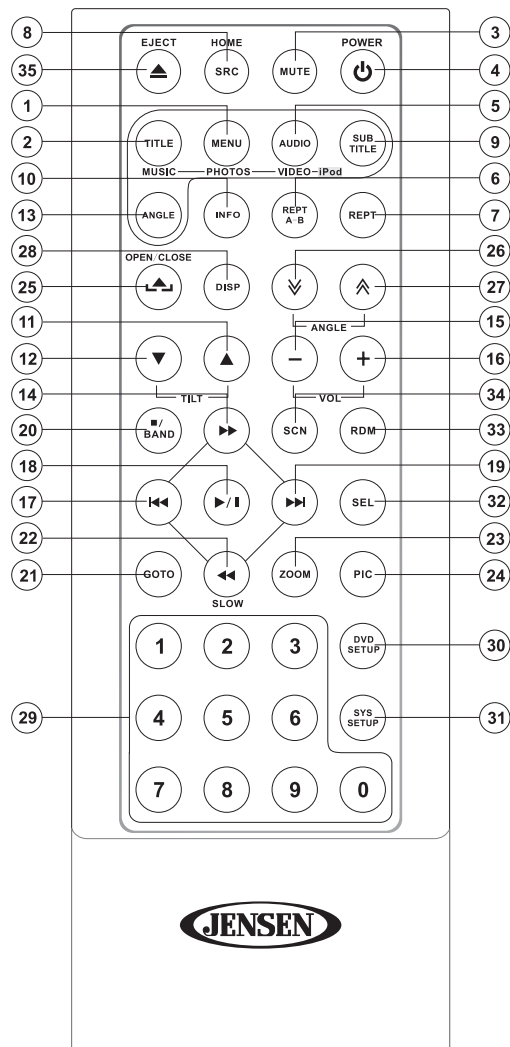 8 EJECT HOME POWER 3
35 SRC MUTE 4
1 5
2 TITLE MENU AUDIO SUB TITLE 9
10 MUSIC PHOTOS VIDEO iPod 6
13 ANGLE INFO REPT A-B REPT 7
28 OPEN/CLOSE 26
25 DISP 27
11 ANGLE 15
12 − + 16
14 TILT VOL 34
20 ■/ BAND SCN RDM 33
18 19
17 SEL 32
22 23
21 GOTO ZOOM PIC 24
SLOW
1 2 3 DVD SETUP 30
29 4 5 6 SYS SETUP 31
7 8 9 0
JENSEN